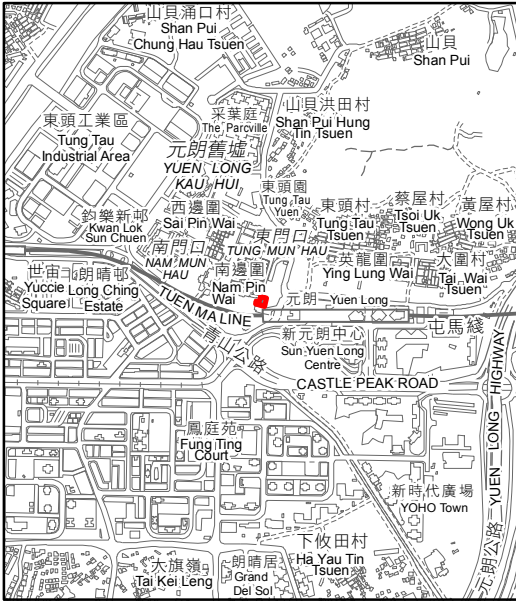 山貝涌口村
Shan Pui
Chung Hau Tsuen
山貝
Shan Pui
采葉庭
The Parcville
山貝洪田村
Shan Pui Hung
Tin Tsuen
東頭工業區
Tung Tau
Industrial Area
元朗舊墟
YUEN LONG
KAU HUI
東頭園
Tung Tau
Yuen
鈞樂新邨
Kwan Lok
Sun Chuen
西邊圍
Sai Pin Wai
東頭村
Tung Tau
Tsuen
蔡屋村
Tsoi Uk
Tsuen
黃屋村
Wong Uk
Tsuen
南門口
NAM MUN
HAU
東門口
TUNG MUN HAU
英龍圍
Ying Lung Wai
大圍村
Tai Wai
Tsuen
世宙
Yuccie
Square
朗晴邨
Long Ching
Estate
南邊圍
Nam Pin
Wai
元朗
Yuen Long
TUEN MA LINE
屯馬綫
青山公路
新元朗中心
Sun Yuen Long
Centre
CASTLE PEAK ROAD
鳳庭苑
Fung Ting
Court
新時代廣場
YOHO Town
元朗公路 YUEN LONG HIGHWAY
下攸田村
Ha Yau Tin
Tsuen
大旗嶺
Tai Kei Leng
朗晴居
Grand
Del Sol